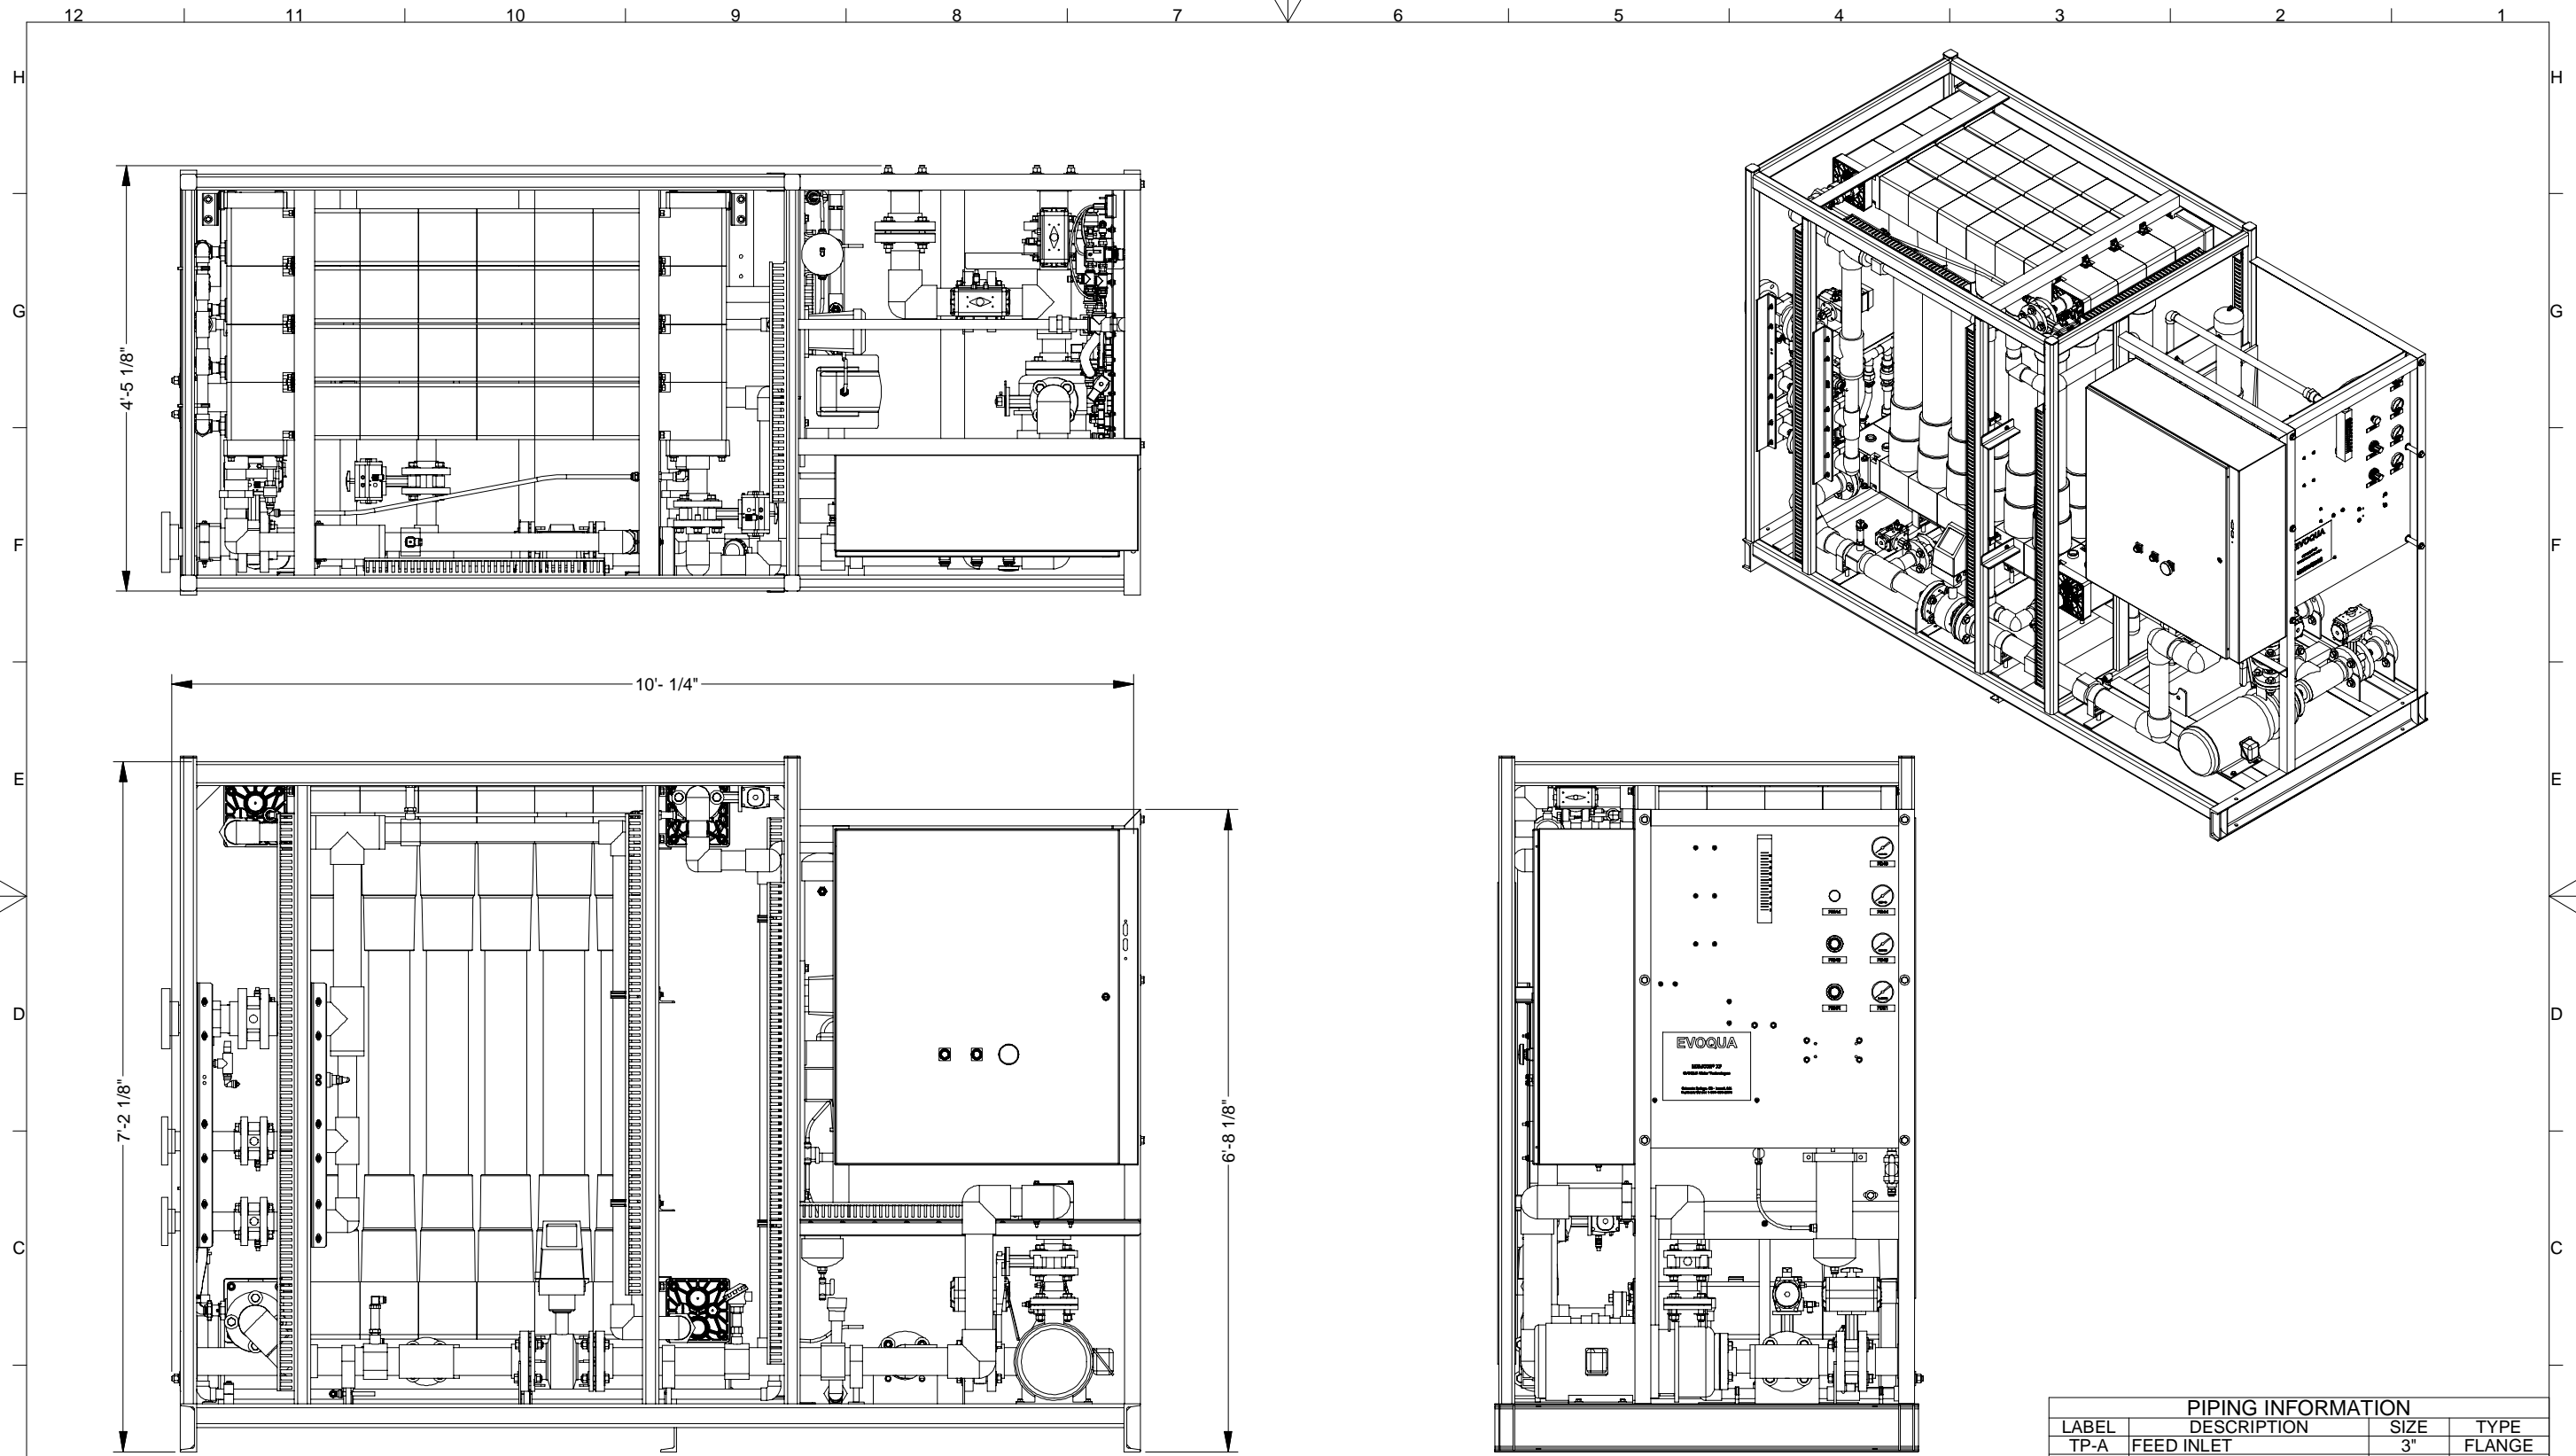 12 11 10 9 8 7 6 5 4 3 2 1
H H
G G
4'-5 1/8"
F F
10'- 1/4"
E E
7'-2 1/8"
6'-8 1/8"
D D
EVOQUA
EVOQUA
C C
PIPING INFORMATION
LABEL DESCRIPTION SIZE TYPE
TP-A FEED INLET 3" FLANGE